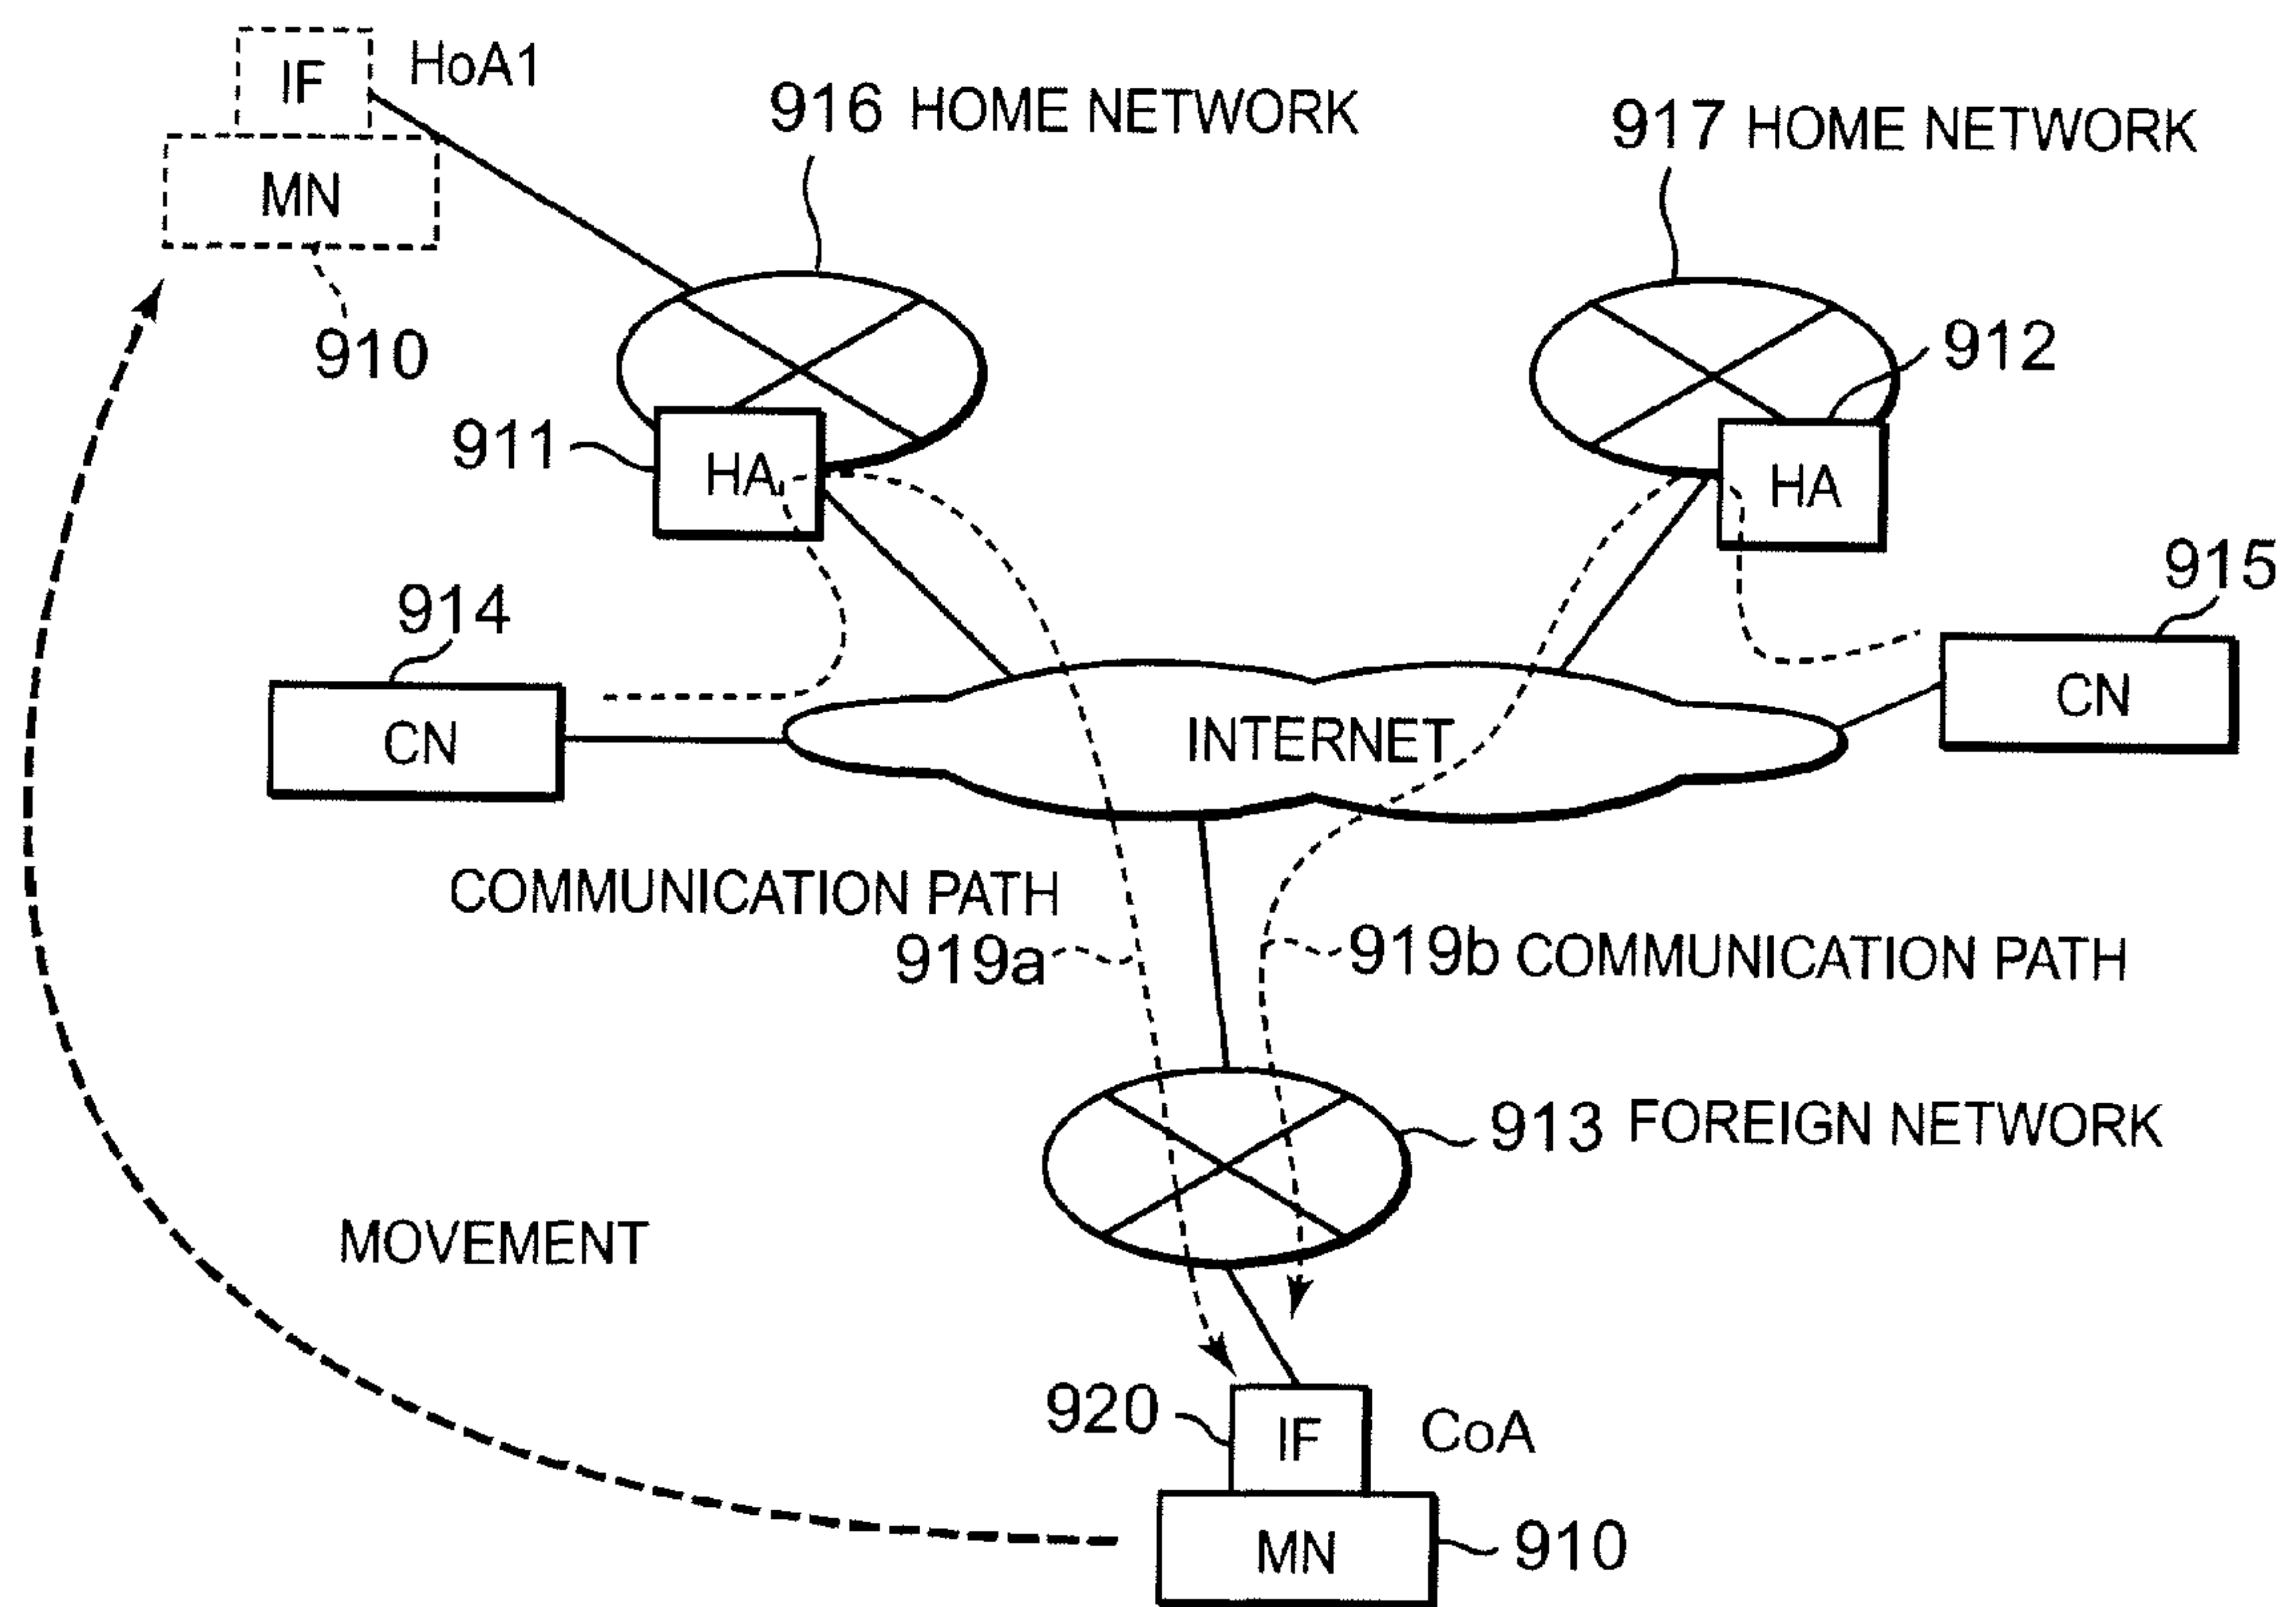 IF HoA1
MN
910
916 HOME NETWORK
917 HOME NETWORK
911
HA
912
HA
914
CN
915
CN
INTERNET
COMMUNICATION PATH
919a
919b COMMUNICATION PATH
913 FOREIGN NETWORK
MOVEMENT
920
IF CoA
MN
910